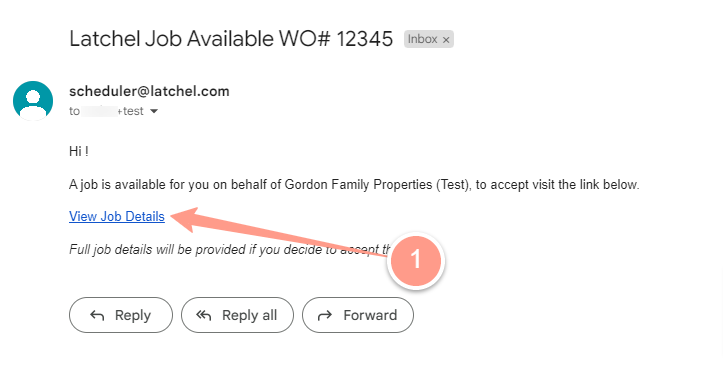 Latchel Job Available WO# 12345 Inbox ×
scheduler@latchel.com
to +test
Hi !
A job is available for you on behalf of Gordon Family Properties (Test), to accept visit the link below.
View Job Details
Full job details will be provided if you decide to accept
1
Reply Reply all Forward